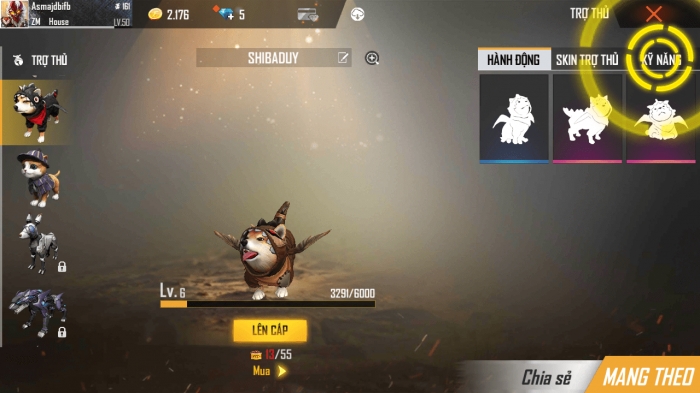 Asmajdbifb # 161
ZM House LV.50
2.176
5
TRỢ THỦ
TRỢ THỦ
SHIBADUY
HÀNH ĐỘNG SKIN TRỢ THỦ KỸ NĂNG
Lv. 6 3291/6000
LÊN CẤP
13/55
Mua
Chia sẻ MANG THEO